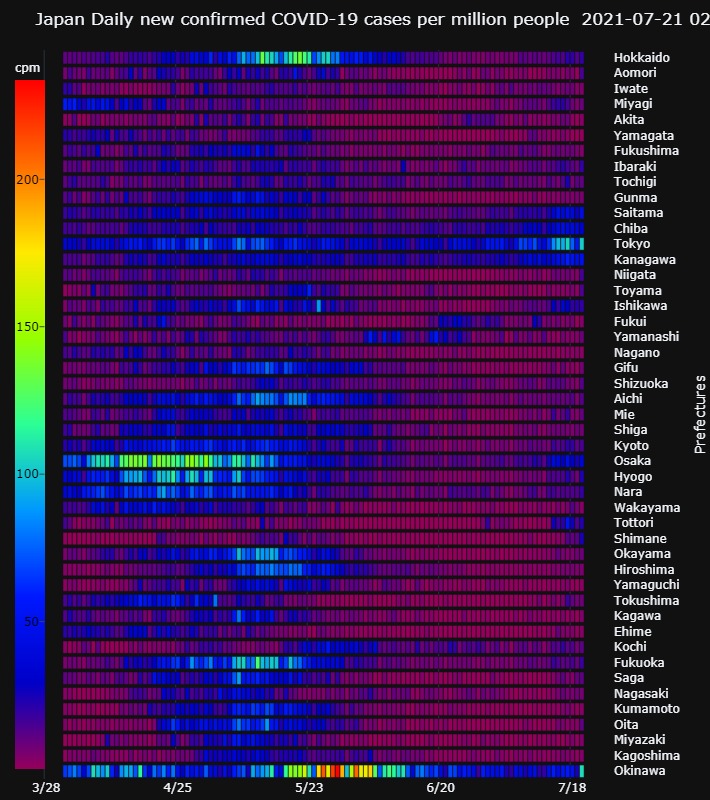 Japan Daily new confirmed COVID-19 cases per million people 2021-07-21 02
cpm
200
150
100
50
Hokkaido
Aomori
Iwate
Miyagi
Akita
Yamagata
Fukushima
Ibaraki
Tochigi
Gunma
Saitama
Chiba
Tokyo
Kanagawa
Niigata
Toyama
Ishikawa
Fukui
Yamanashi
Nagano
Gifu
Shizuoka
Aichi
Mie
Shiga
Kyoto
Osaka
Hyogo
Nara
Wakayama
Tottori
Shimane
Okayama
Hiroshima
Yamaguchi
Tokushima
Kagawa
Ehime
Kochi
Fukuoka
Saga
Nagasaki
Kumamoto
Oita
Miyazaki
Kagoshima
Okinawa
Prefectures
3/28 4/25 5/23 6/20 7/18